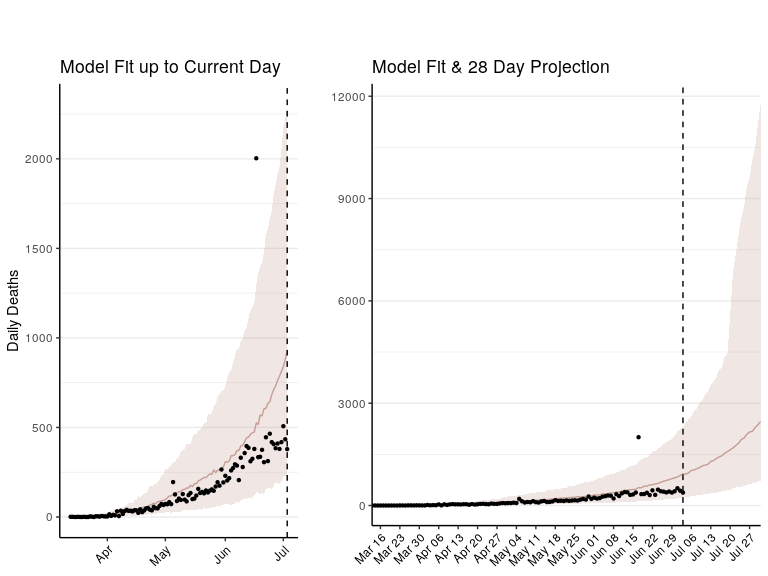 Model Fit up to Current Day
Daily Deaths
2000
1500
1000
500
0
Apr
May
Jun
Jul
Model Fit & 28 Day Projection
12000
9000
6000
3000
0
Mar 16
Mar 23
Mar 30
Apr 06
Apr 13
Apr 20
Apr 27
May 04
May 11
May 18
May 25
Jun 01
Jun 08
Jun 15
Jun 22
Jun 29
Jul 06
Jul 13
Jul 20
Jul 27